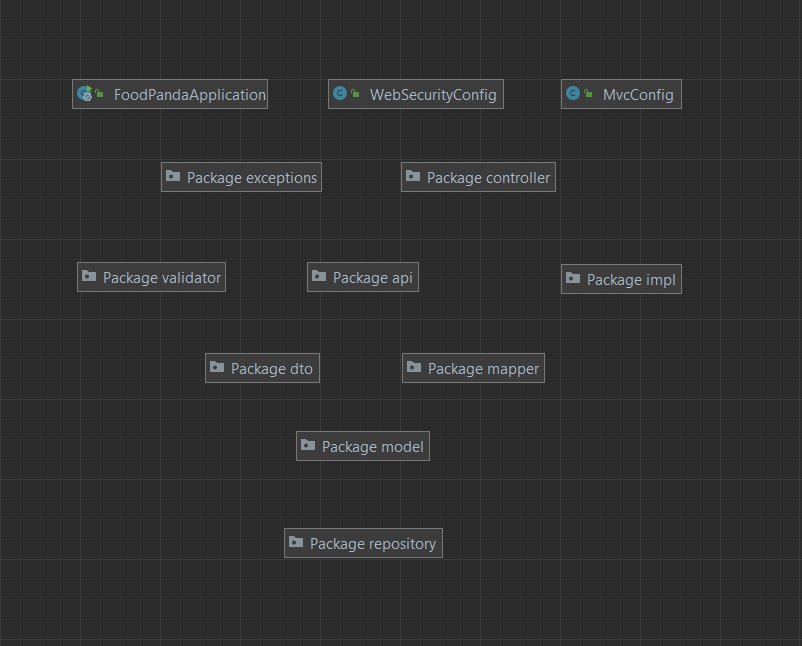 FoodPandaApplication
WebSecurityConfig
MvcConfig
Package exceptions
Package controller
Package validator
Package api
Package impl
Package dto
Package mapper
Package model
Package repository